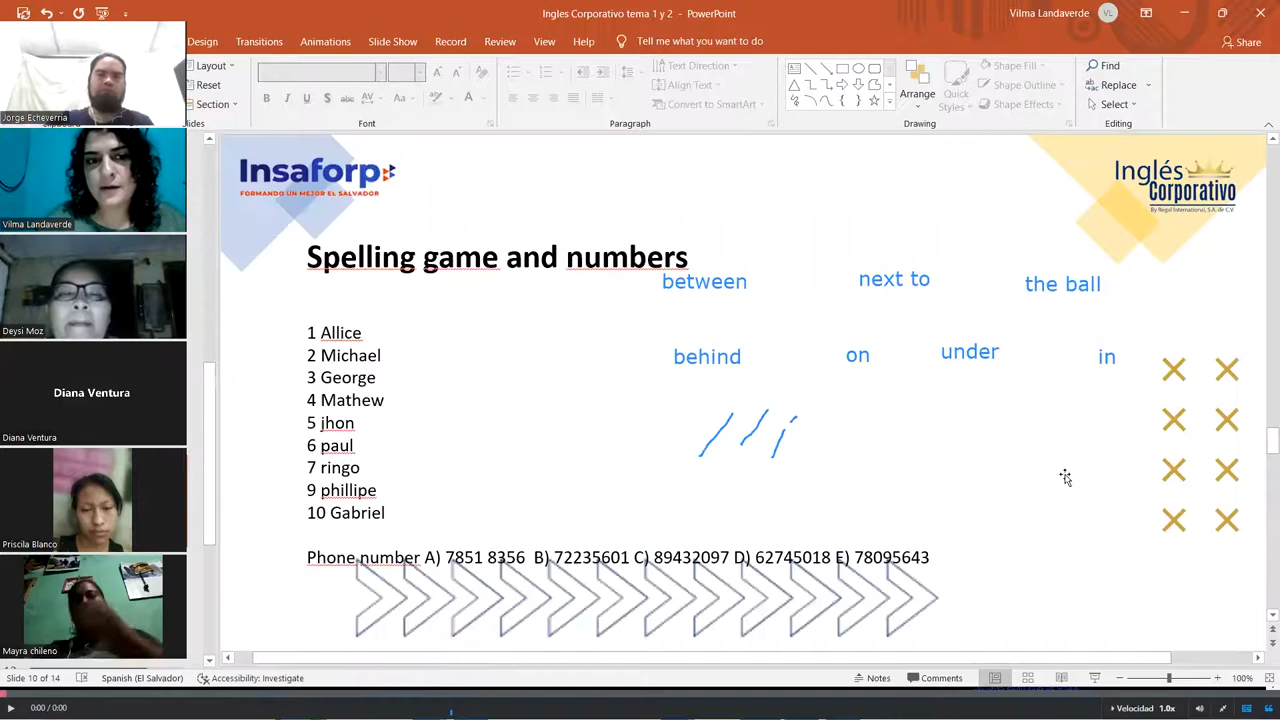 Ingles Corporativo tema 1 y 2 - PowerPoint
Vilma Landaverde VL
Design Transitions Animations Slide Show Record Review View Help Tell me what you want to do
Share
Layout
Reset
Section
Text Direction
Align Text
Convert to SmartArt
Arrange
Quick Styles
Shape Fill
Shape Outline
Shape Effects
Find
Replace
Select
Font
Paragraph
Drawing
Editing
Jorge Echeverria
Vilma Landaverde
Deysi Moz
Diana Ventura
Diana Ventura
Priscila Blanco
Mayra chileno
Insaforp
FORMANDO UN MEJOR EL SALVADOR
Inglés
Corporativo
By Regil International, S.A. de C.V.
Spelling game and numbers
between next to the ball
behind on under in
1 Allice
2 Michael
3 George
4 Mathew
5 jhon
6 paul
7 ringo
9 phillipe
10 Gabriel
Phone number A) 7851 8356 B) 72235601 C) 89432097 D) 62745018 E) 78095643
Slide 10 of 14 Spanish (El Salvador) Accessibility: Investigate Notes Comments 100%
0:00 / 0:00 Velocidad 1.0x